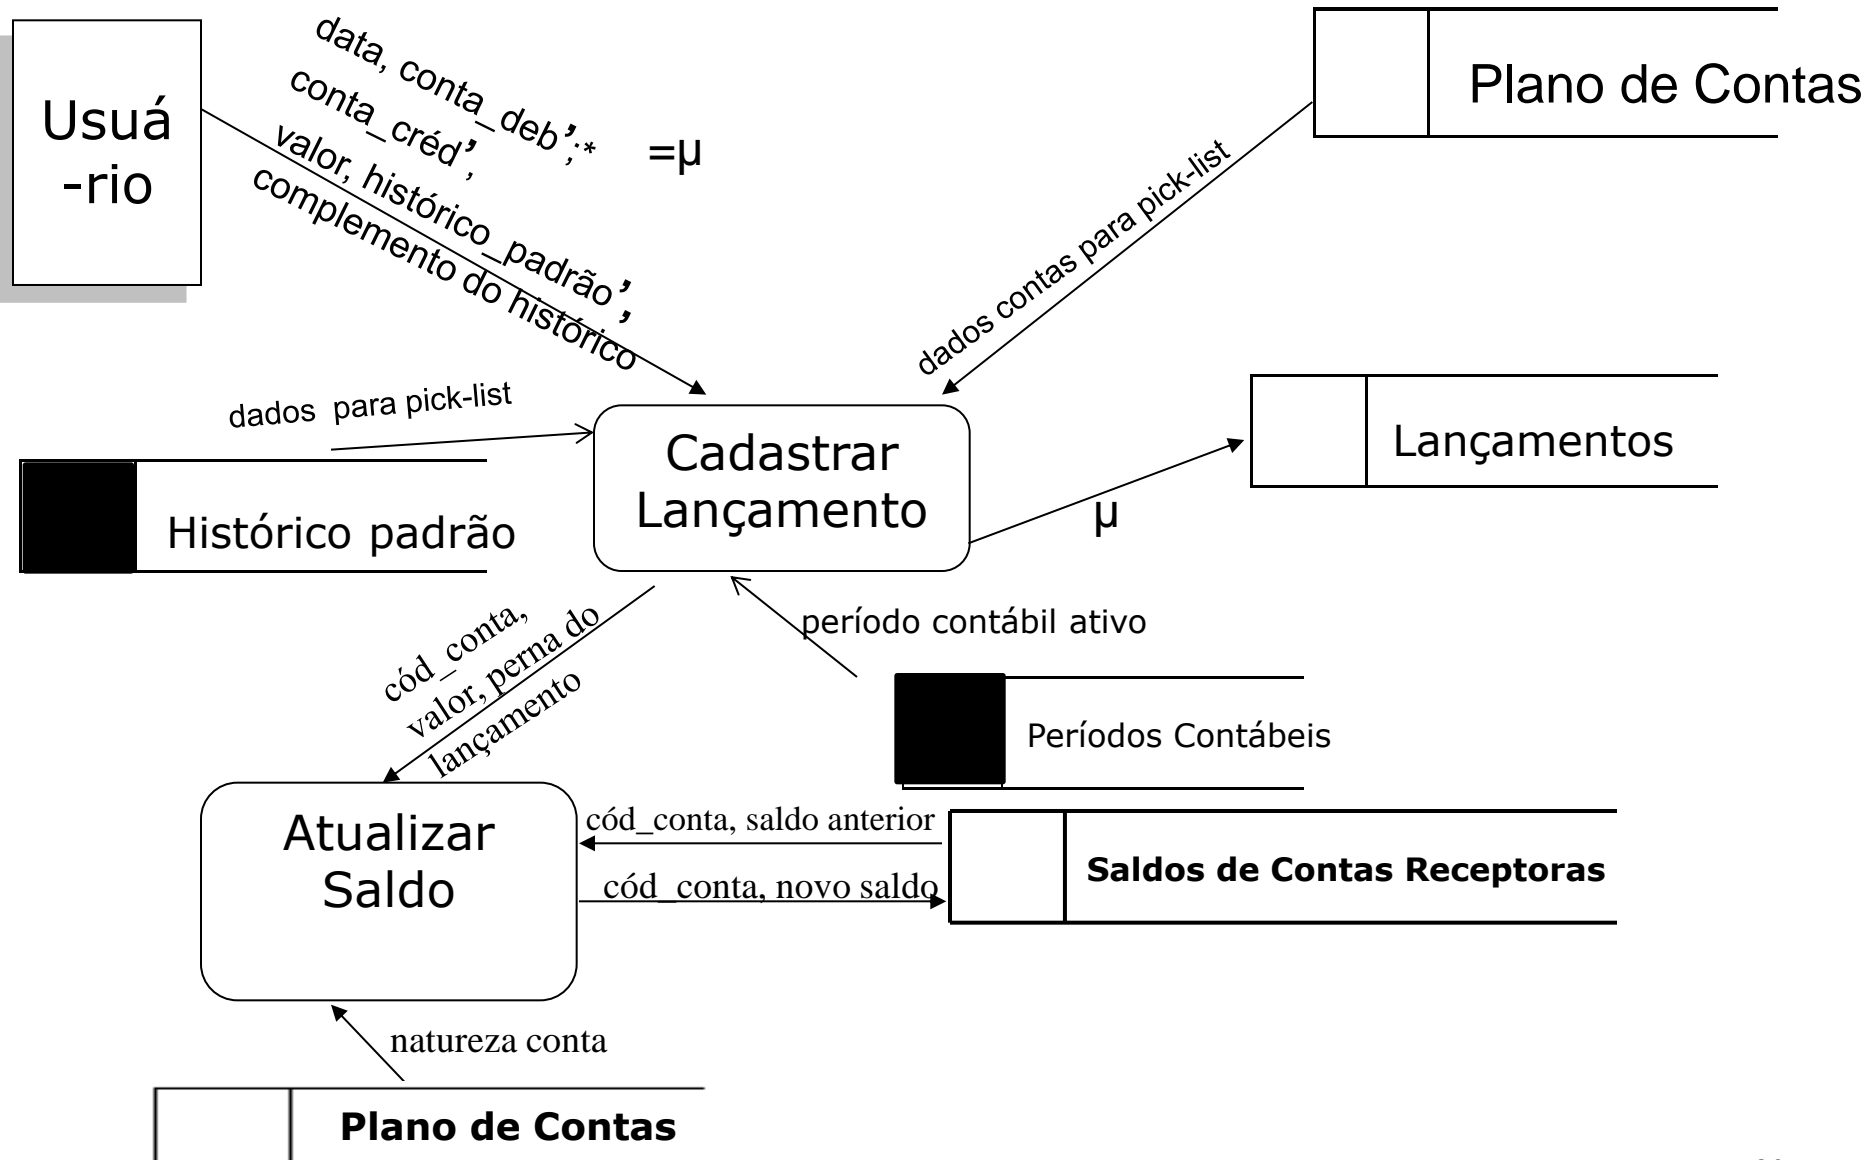 Usuá
-rio
data, conta_deb’;*
conta_créd’,
valor, histórico_padrão’,
complemento do histórico
=µ
Plano de Contas
dados contas para pick-list
dados para pick-list
Cadastrar
Lançamento
Lançamentos
µ
Histórico padrão
período contábil ativo
cód_conta,
valor, perna do
lançamento
Períodos Contábeis
Atualizar
Saldo
cód_conta, saldo anterior
cód_conta, novo saldo
Saldos de Contas Receptoras
natureza conta
Plano de Contas